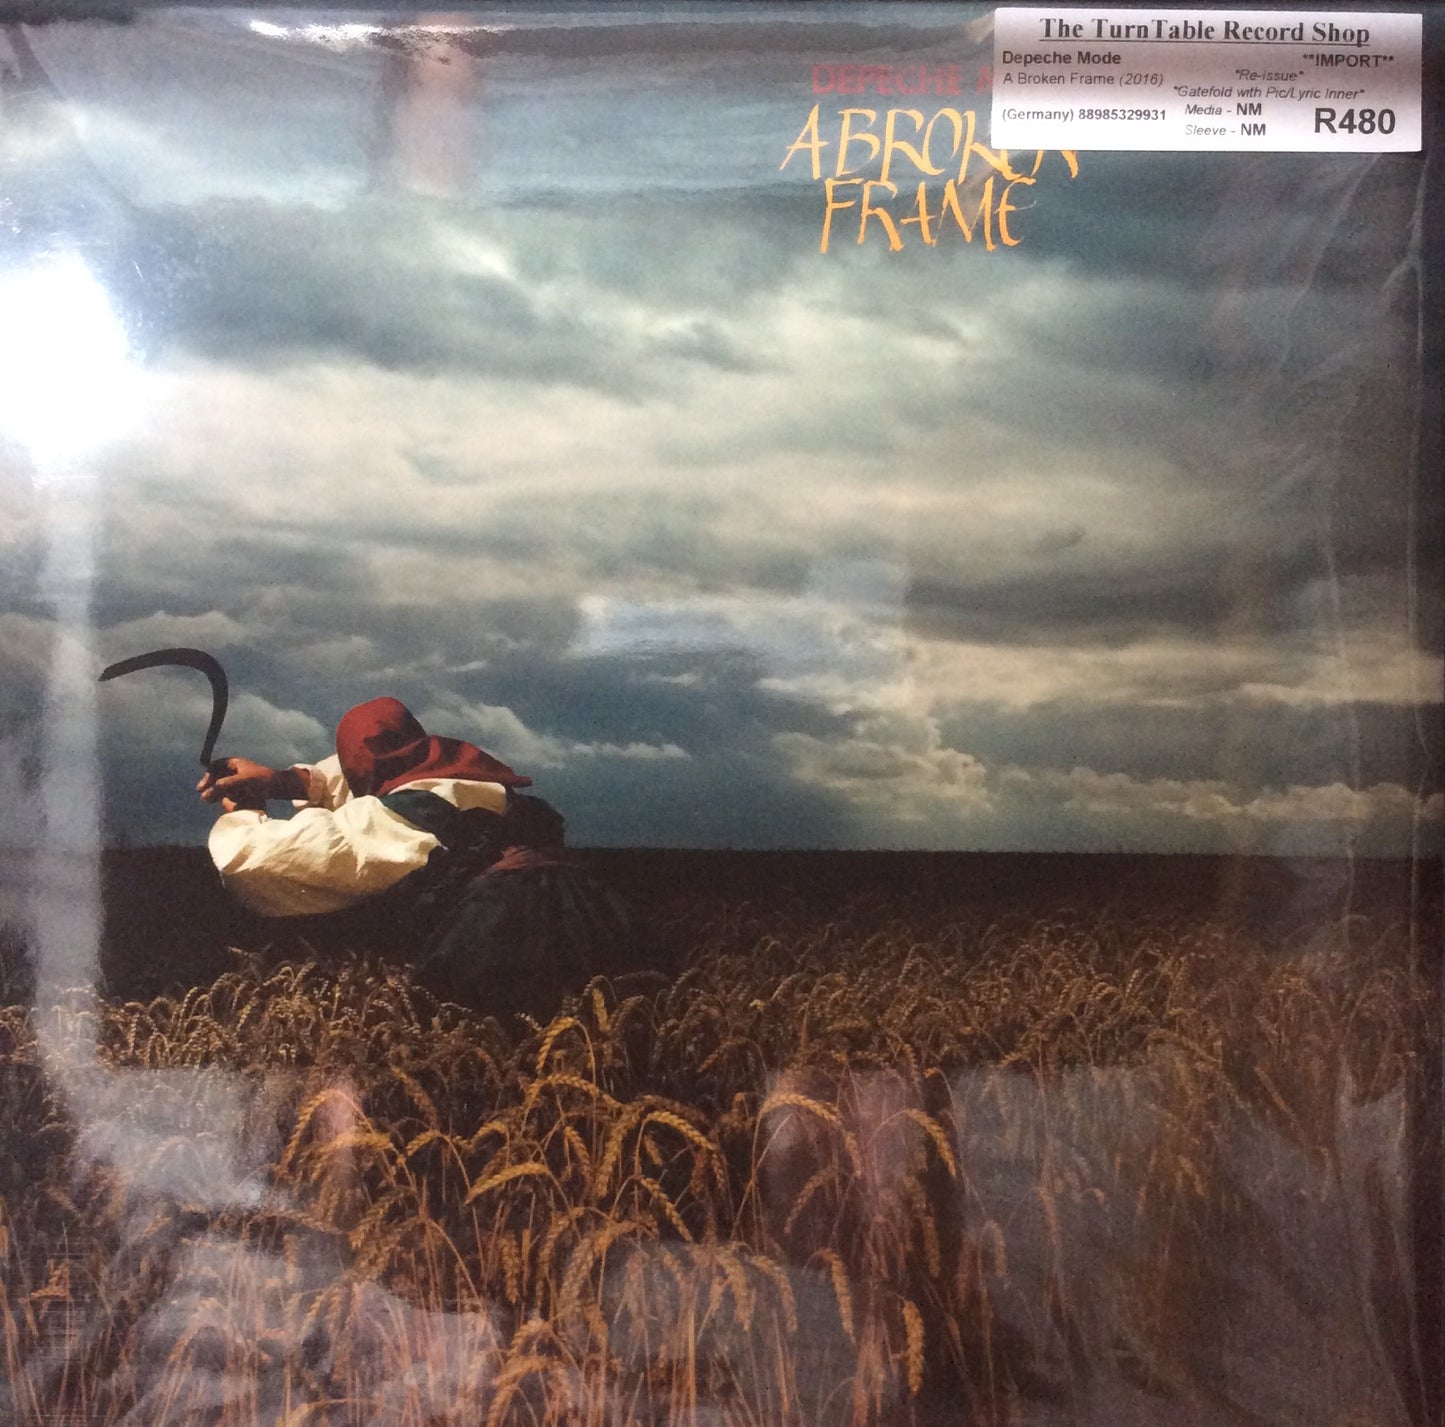 The TurnTable Record Shop
Depeche Mode **IMPORT**
A Broken Frame (2016) *Re-issue*
*Gatefold with Pic/Lyric Inner*
(Germany) 88985329931 Media - NM
Sleeve - NM R480
DEPECHE
A BROKEN
FRAME